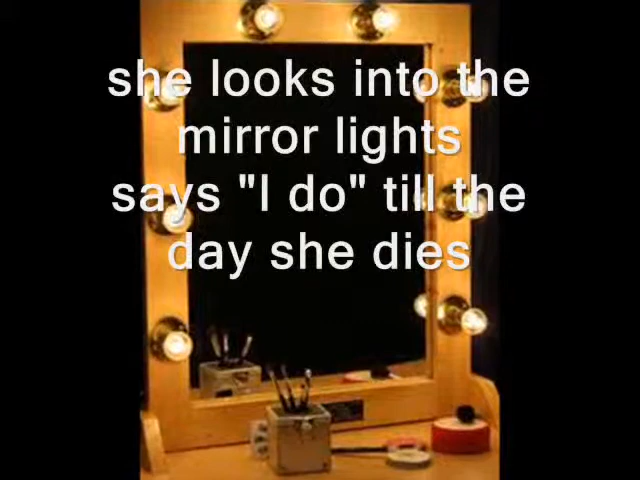 she looks into the
mirror lights
says "I do" till the
day she dies